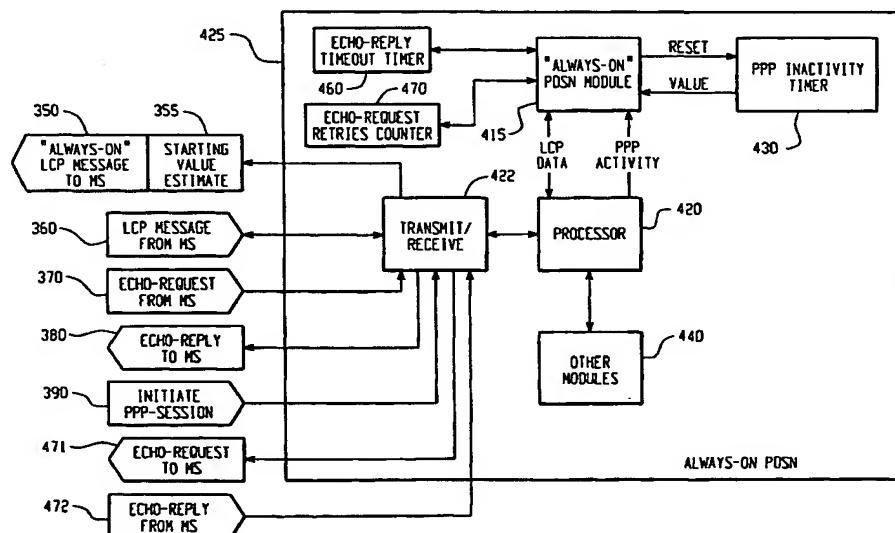 425
ECHO-REPLY
TIMEOUT TIMER
460
470
ECHO-REQUEST
RETRIES COUNTER
"ALWAYS-ON"
PDSN MODULE
415
RESET
VALUE
PPP INACTIVITY
TIMER
430
LCP
DATA
PPP
ACTIVITY
350
355
"ALWAYS-ON"
LCP MESSAGE
TO MS
STARTING
VALUE
ESTIMATE
422
TRANSMIT/
RECEIVE
PROCESSOR
420
360
LCP MESSAGE
FROM MS
370
ECHO-REQUEST
FROM MS
380
ECHO-REPLY
TO MS
390
INITIATE
PPP-SESSION
471
ECHO-REQUEST
TO MS
472
ECHO-REPLY
FROM MS
OTHER
MODULES
440
ALWAYS-ON PDSN